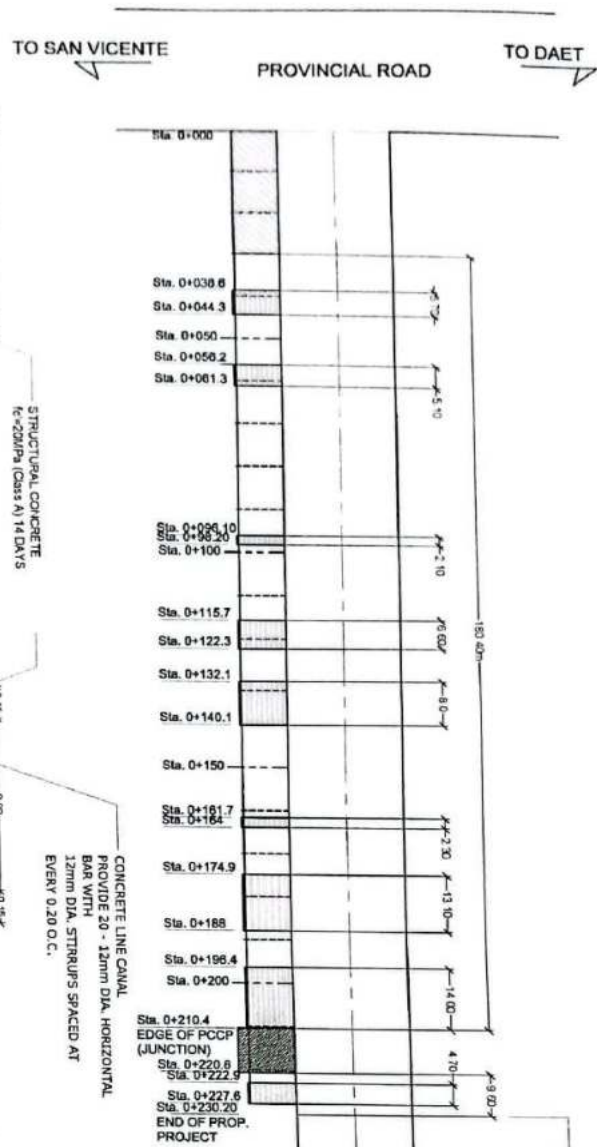 TO SAN VICENTE
TO DAET
PROVINCIAL ROAD
Sta. 0+000
Sta. 0+038.6
Sta. 0+044.3
5.70
Sta. 0+050
Sta. 0+056.2
Sta. 0+061.3
5.10
Sta. 0+096.10
Sta. 0+98.20
Sta. 0+100
2.10
Sta. 0+115.7
Sta. 0+122.3
6.60
180.40m
Sta. 0+132.1
Sta. 0+140.1
8.0
Sta. 0+150
Sta. 0+161.7
Sta. 0+164
2.30
Sta. 0+174.9
Sta. 0+188
13.10
Sta. 0+196.4
Sta. 0+200
14.00
Sta. 0+210.4
EDGE OF PCCP
(JUNCTION)
Sta. 0+220.6
Sta. 0+222.9
Sta. 0+227.6
4.70
9.60
Sta. 0+230.20
END OF PROP.
PROJECT
STRUCTURAL CONCRETE
fc'=20MPa (Class A) 14 DAYS
CONCRETE LINE CANAL
PROVIDE 20 - 12mm DIA. HORIZONTAL
BAR WITH
12mm DIA. STIRRUPS SPACED AT
EVERY 0.20 O.C.